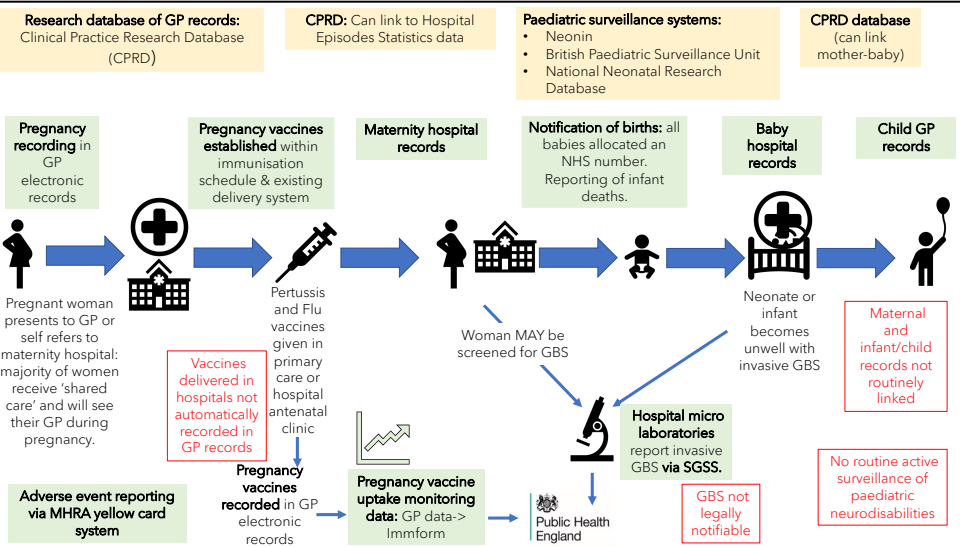 Research database of GP records:
Clinical Practice Research Database
(CPRD)
CPRD: Can link to Hospital
Episodes Statistics data
Paediatric surveillance systems:
• Neonin
• British Paediatric Surveillance Unit
• National Neonatal Research
Database
CPRD database
(can link
mother-baby)
Pregnancy
recording in
GP
electronic
records
Pregnancy vaccines
established within
immunisation
schedule & existing
delivery system
Maternity hospital
records
Notification of births: all
babies allocated an
NHS number.
Reporting of infant
deaths.
Baby
hospital
records
Child GP
records
Pregnant woman
presents to GP or
self refers to
maternity hospital:
majority of women
receive ‘shared
care’ and will see
their GP during
pregnancy.
Vaccines
delivered in
hospitals not
automatically
recorded in
GP records
Pertussis
and Flu
vaccines
given in
primary
care or
hospital
antenatal
clinic
Woman MAY be
screened for GBS
Neonate or
infant
becomes
unwell with
invasive GBS
Maternal
and
infant/child
records not
routinely
linked
Hospital micro
laboratories
report invasive
GBS via SGSS.
Adverse event reporting
via MHRA yellow card
system
Pregnancy
vaccines
recorded in GP
electronic
records
Pregnancy vaccine
uptake monitoring
data: GP data->
Immform
Public Health
England
GBS not
legally
notifiable
No routine active
surveillance of
paediatric
neurodisabilities